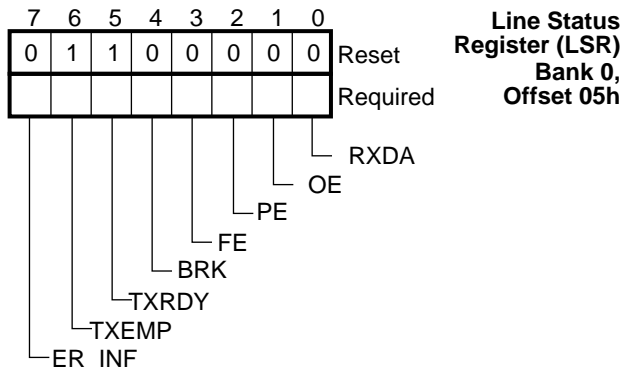 7 6 5 4 3 2 1 0
0 1 1 0 0 0 0 0 Reset
Required
Line Status
Register (LSR)
Bank 0,
Offset 05h
RXDA
OE
PE
FE
BRK
TXRDY
TXEMP
ER INF